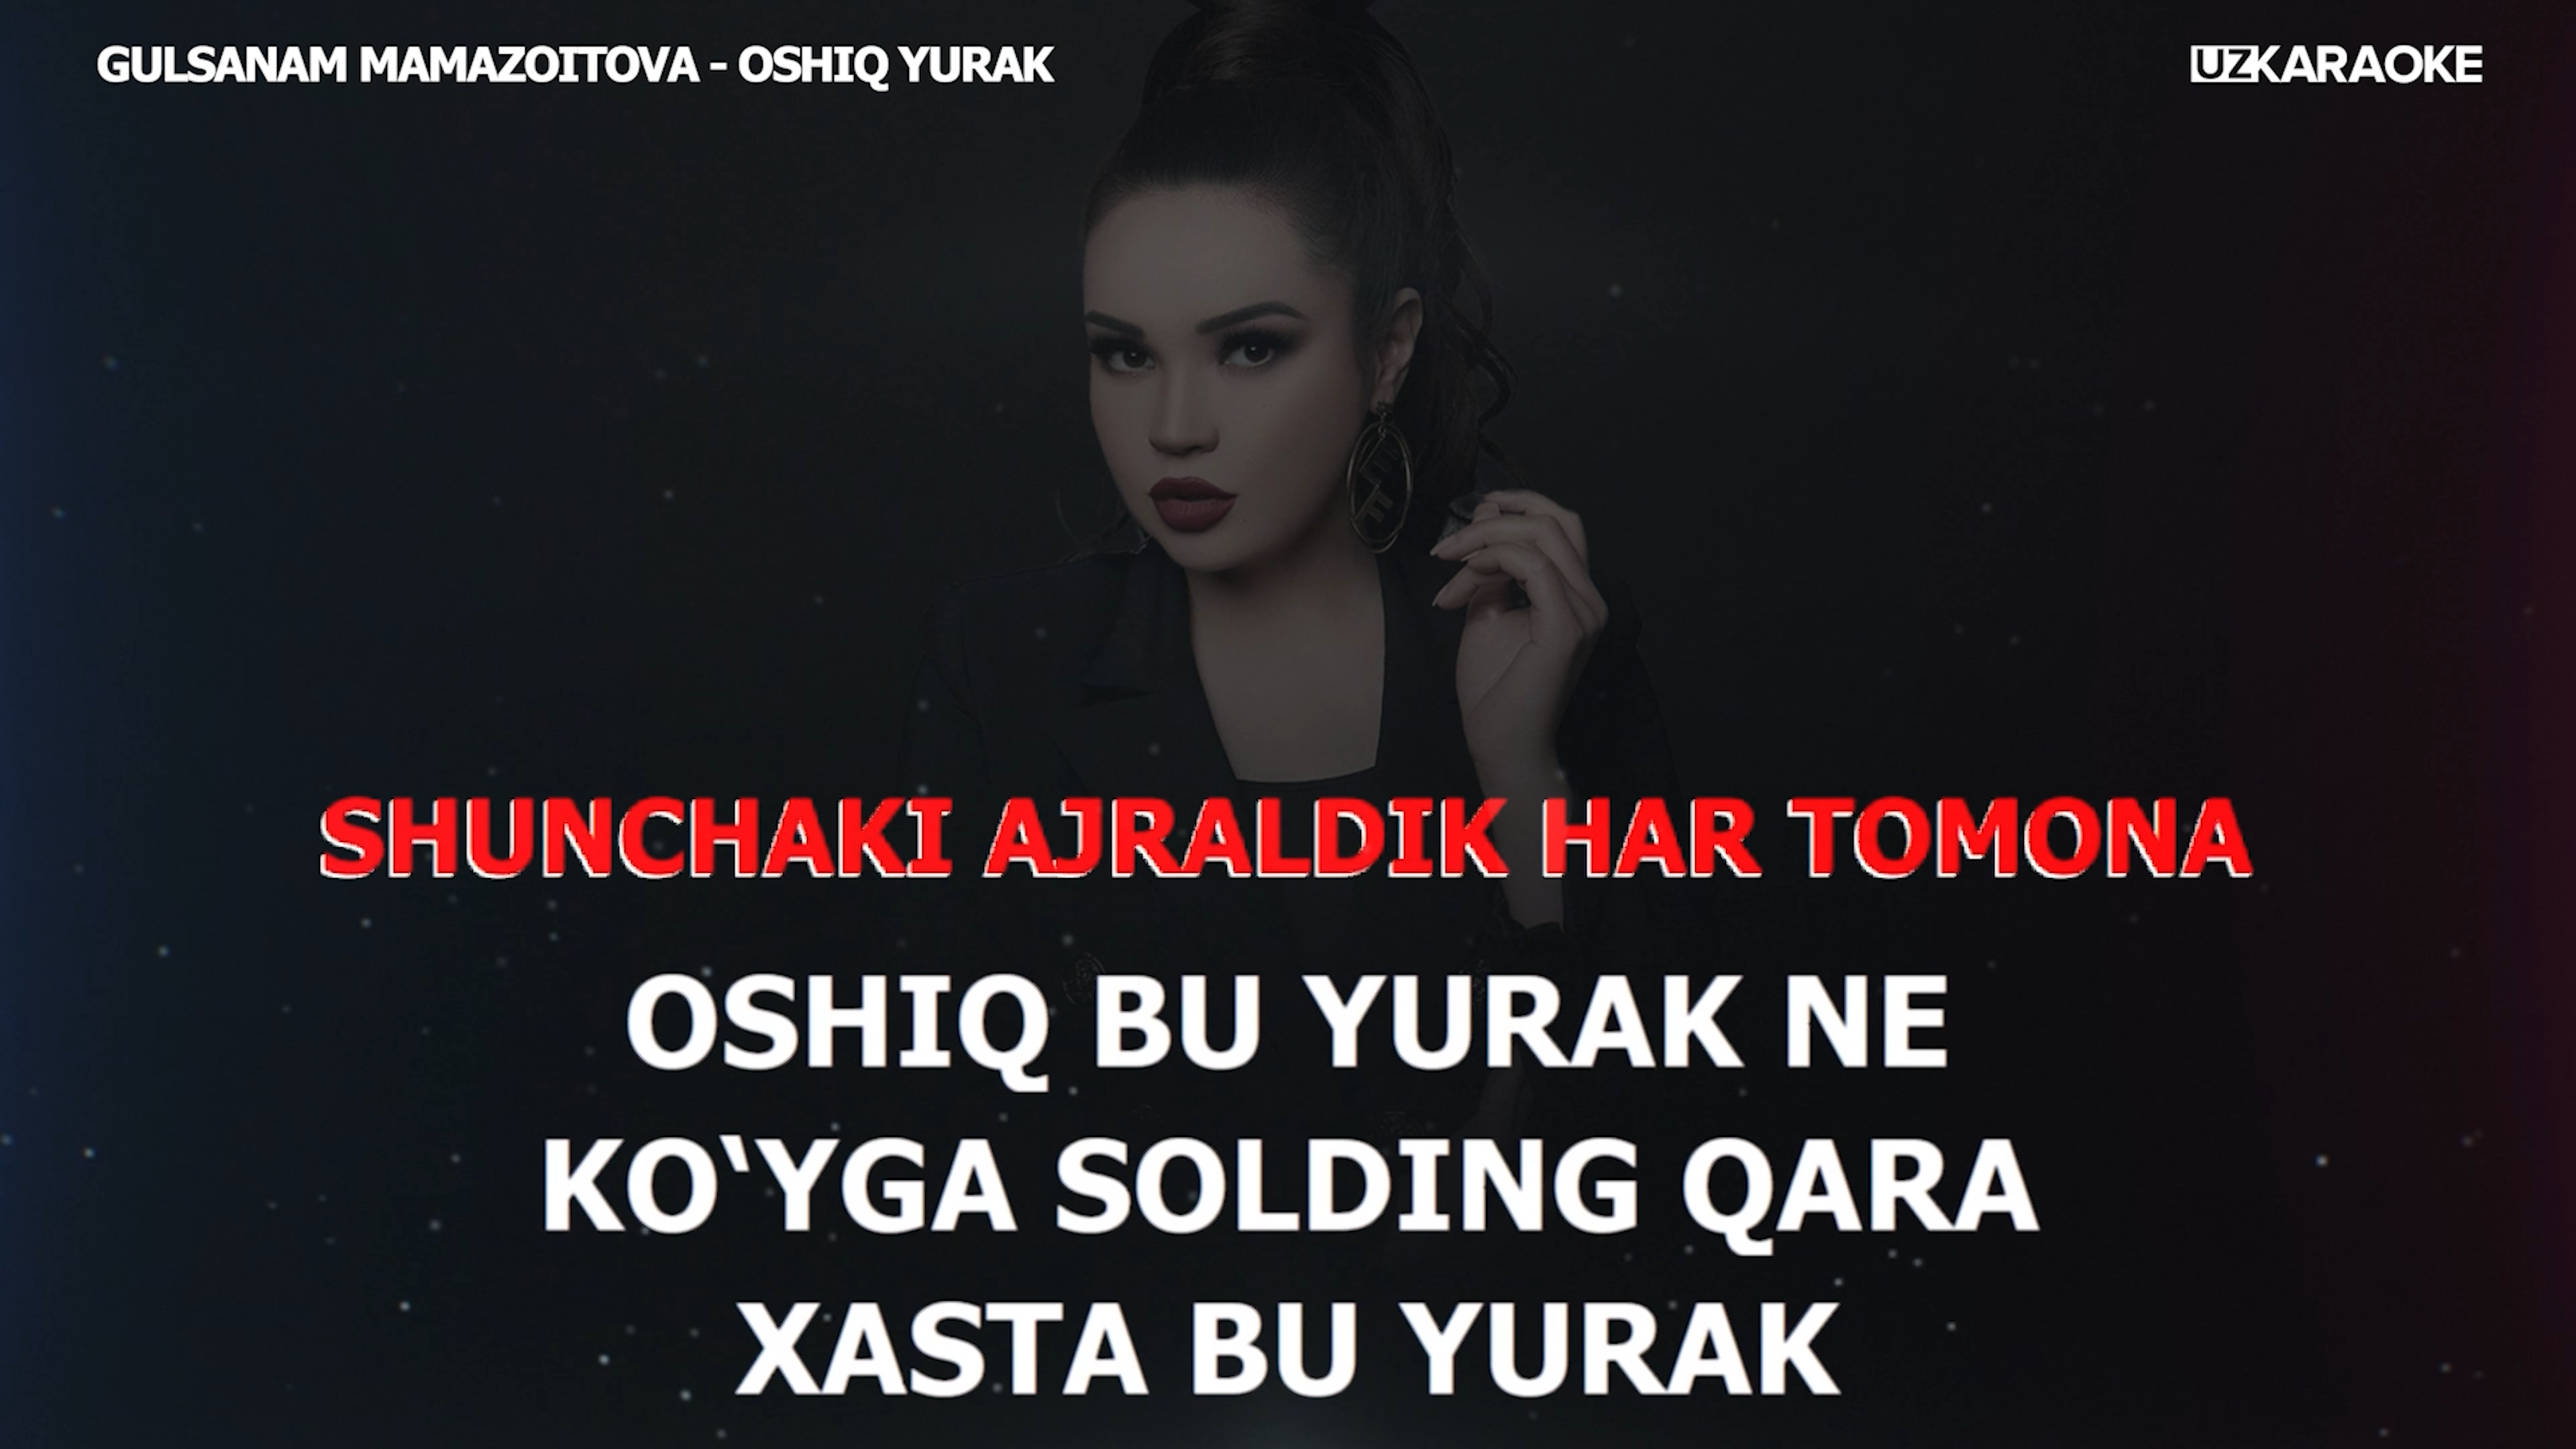 GULSANAM MAMAZOITOVA - OSHIQ YURAK
UZKARAOKE
SHUNCHAKI AJRALDIK HAR TOMONA
OSHIQ BU YURAK NE
KO‘YGA SOLDING QARA
XASTA BU YURAK